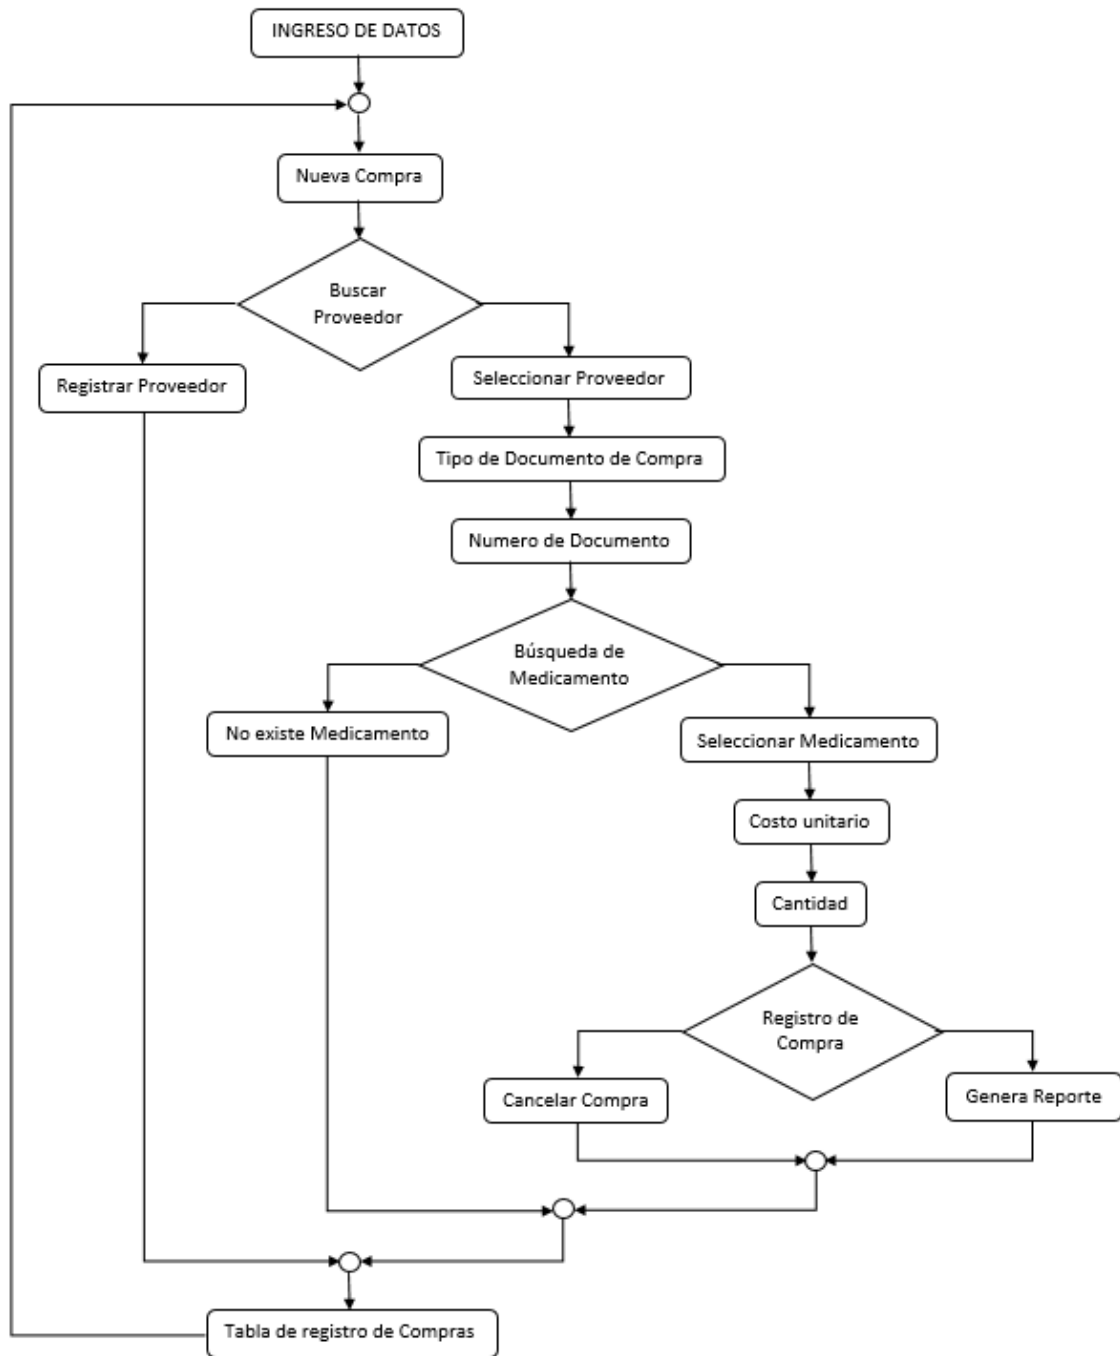 INGRESO DE DATOS
Nueva Compra
Buscar
Proveedor
Registrar Proveedor
Seleccionar Proveedor
Tipo de Documento de Compra
Numero de Documento
Búsqueda de
Medicamento
No existe Medicamento
Seleccionar Medicamento
Costo unitario
Cantidad
Registro de
Compra
Cancelar Compra
Genera Reporte
Tabla de registro de Compras